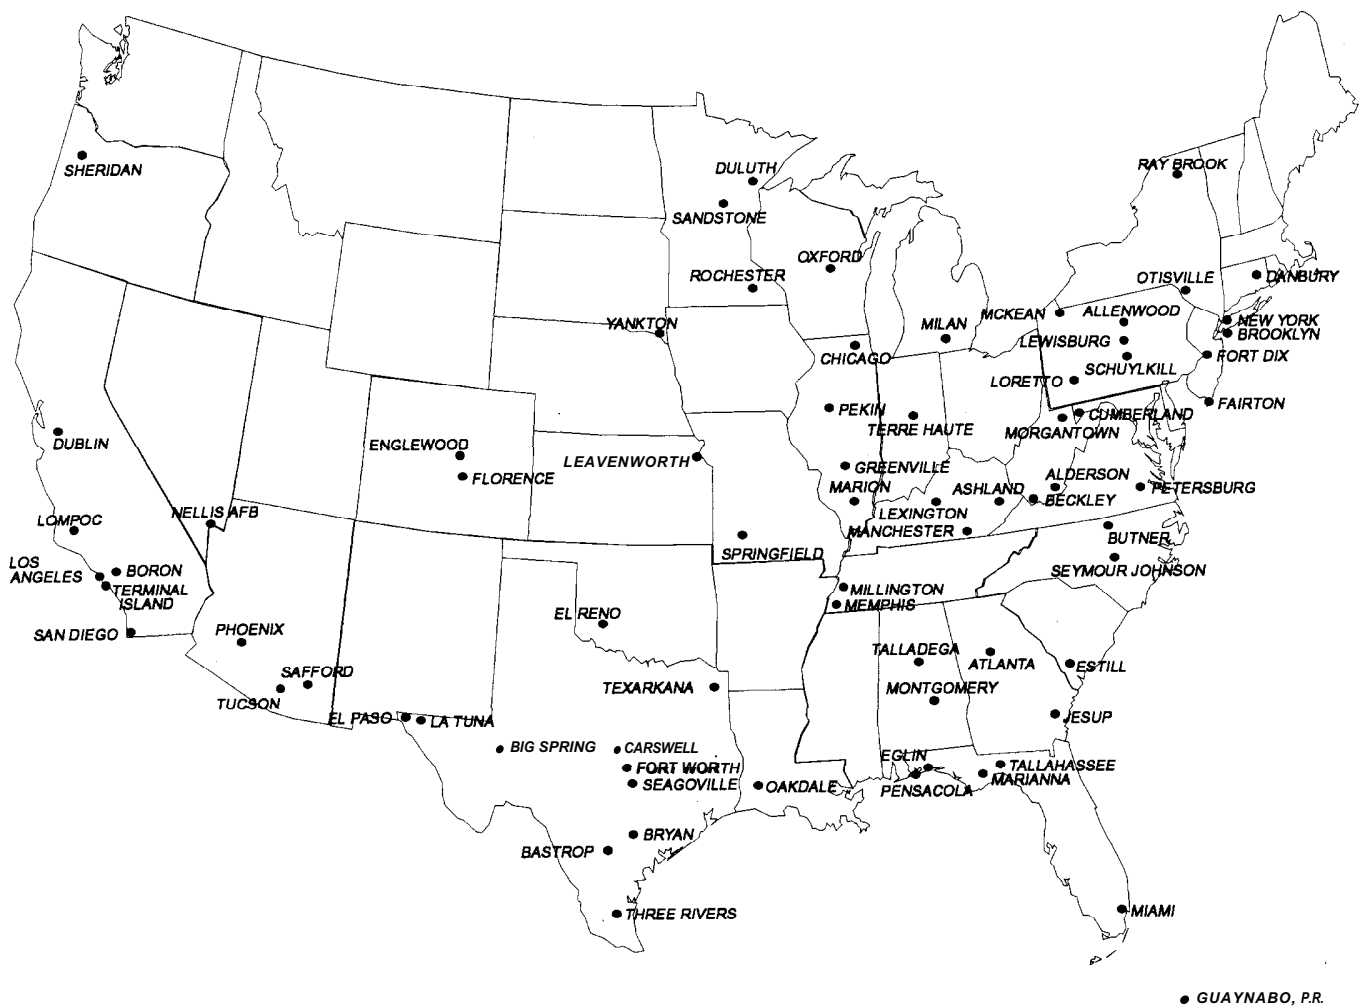 RAY BROOK
SHERIDAN
DULUTH
SANDSTONE
OXFORD
ROCHESTER
OTISVILLE
DANBURY
MCKEAN
ALLENWOOD
NEW YORK
YANKTON
MILAN
BROOKLYN
LEWISBURG
CHICAGO
FORT DIX
SCHUYLKILL
LORETTO
FAIRTON
PEKIN
CUMBERLAND
TERRE HAUTE
MORGANTOWN
DUBLIN
ENGLEWOOD
LEAVENWORTH
GREENVILLE
FLORENCE
ALDERSON
MARION
ASHLAND
PETERSBURG
BECKLEY
NELLIS AFB
LEXINGTON
LOMPOC
MANCHESTER
BUTNER
SPRINGFIELD
LOS
ANGELES
BORON
SEYMOUR JOHNSON
TERMINAL
ISLAND
MILLINGTON
MEMPHIS
EL RENO
SAN DIEGO
PHOENIX
TALLADEGA
ATLANTA
ESTILL
SAFFORD
TEXARKANA
MONTGOMERY
TUCSON
EL PASO
LA TUNA
JESUP
BIG SPRING
CARSWELL
EGLIN
FORT WORTH
TALLAHASSEE
MARIANNA
SEAGOVILLE
OAKDALE
PENSACOLA
BRYAN
BASTROP
THREE RIVERS
MIAMI
GUAYNABO, P.R.